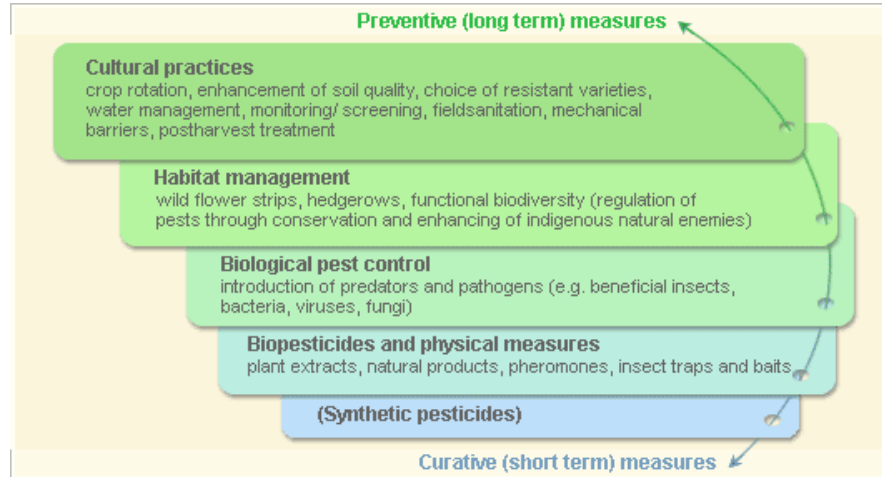 Preventive (long term) measures
Cultural practices
crop rotation, enhancement of soil quality, choice of resistant varieties,
water management, monitoring/ screening, fieldsanitation, mechanical
barriers, postharvest treatment
Habitat management
wild flower strips, hedgerows, functional biodiversity (regulation of
pests through conservation and enhancing of indigenous natural enemies)
Biological pest control
introduction of predators and pathogens (e.g. beneficial insects,
bacteria, viruses, fungi)
Biopesticides and physical measures
plant extracts, natural products, pheromones, insect traps and baits
(Synthetic pesticides)
Curative (short term) measures